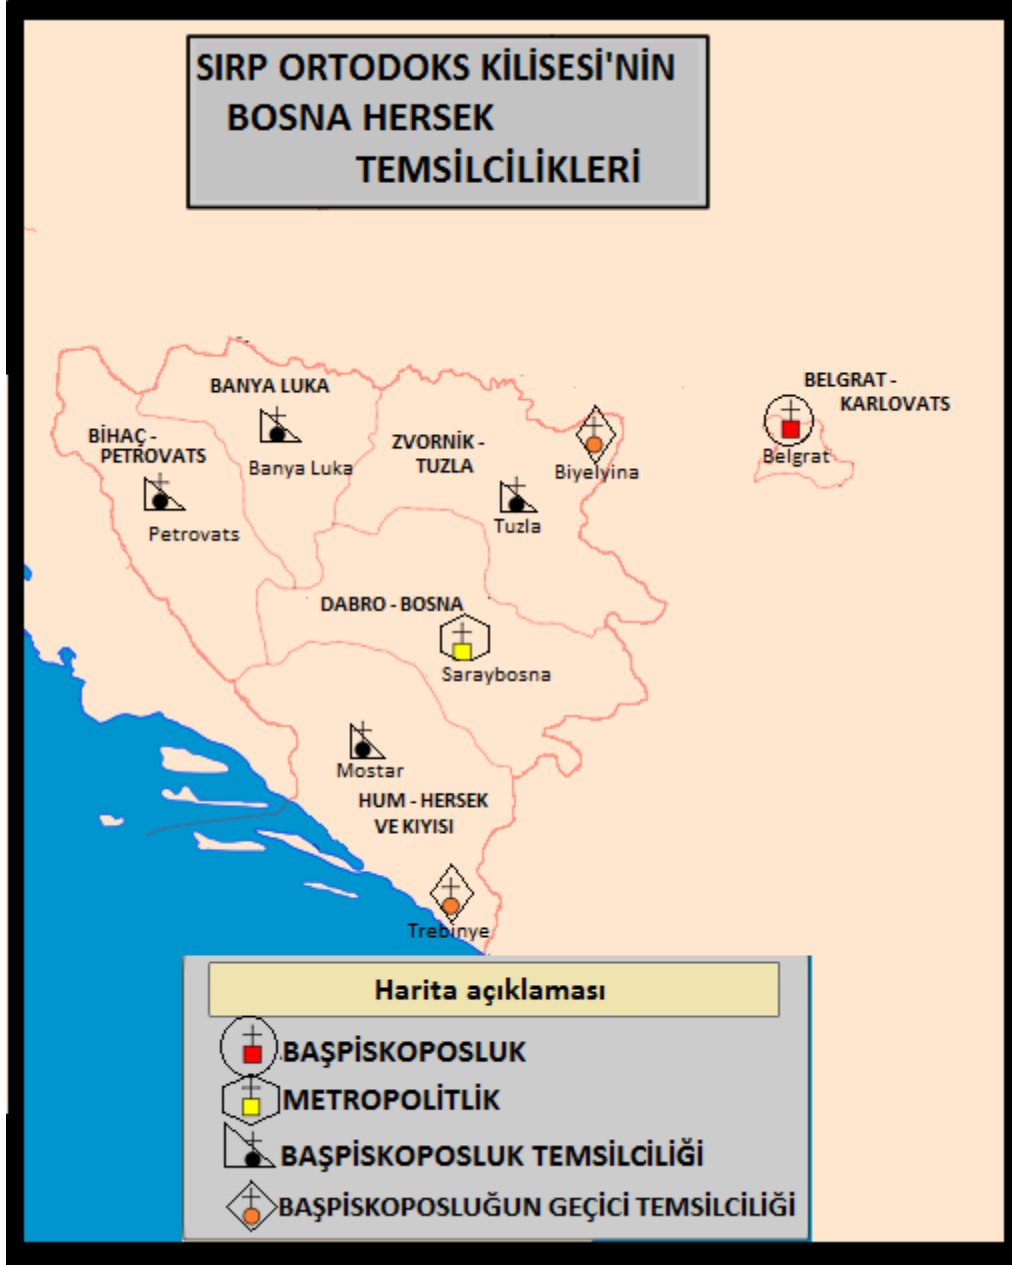 SIRP ORTODOKS KİLİSESİ'NİN
BOSNA HERSEK
TEMSİLCİLİKLERİ
BANYA LUKA
Banya Luka
BİHAÇ -
PETROVATS
Petrovats
ZVORNİK -
TUZLA
Tuzla
Biyelyina
BELGRAT -
KARLOVATS
Belgrat
DABRO - BOSNA
Saraybosna
Mostar
HUM - HERSEK
VE KIYISI
Trebinye
Harita açıklaması
BAŞPİSKOPOSLUK
METROPOLİTLİK
BAŞPİSKOPOSLUK TEMSİLCİLİĞİ
BAŞPİSKOPOSLUĞUN GEÇİCİ TEMSİLCİLİĞİ